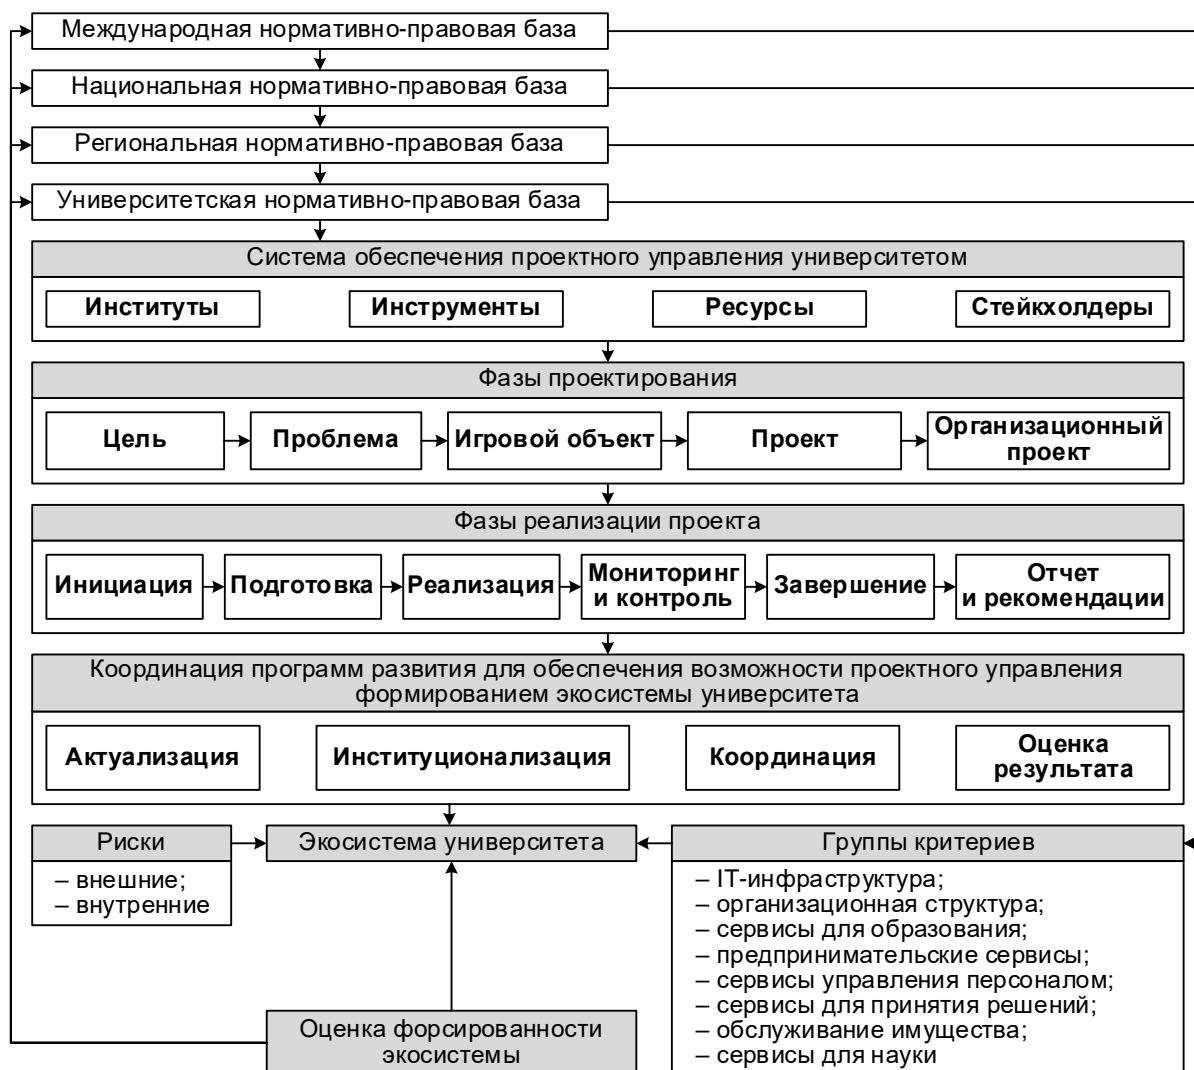 Международная нормативно-правовая база
Национальная нормативно-правовая база
Региональная нормативно-правовая база
Университетская нормативно-правовая база
Система обеспечения проектного управления университетом
Институты
Инструменты
Ресурсы
Стейкхолдеры
Фазы проектирования
Цель
Проблема
Игровой объект
Проект
Организационный
проект
Фазы реализации проекта
Инициация
Подготовка
Реализация
Мониторинг
и контроль
Завершение
Отчет
и рекомендации
Координация программ развития для обеспечения возможности проектного управления
формированием экосистемы университета
Актуализация
Институционализация
Координация
Оценка
результата
Риски
– внешние;
– внутренние
Экосистема университета
Группы критериев
– IT-инфраструктура;
– организационная структура;
– сервисы для образования;
– предпринимательские сервисы;
– сервисы управления персоналом;
– сервисы для принятия решений;
– обслуживание имущества;
– сервисы для науки
Оценка форсированности
экосистемы